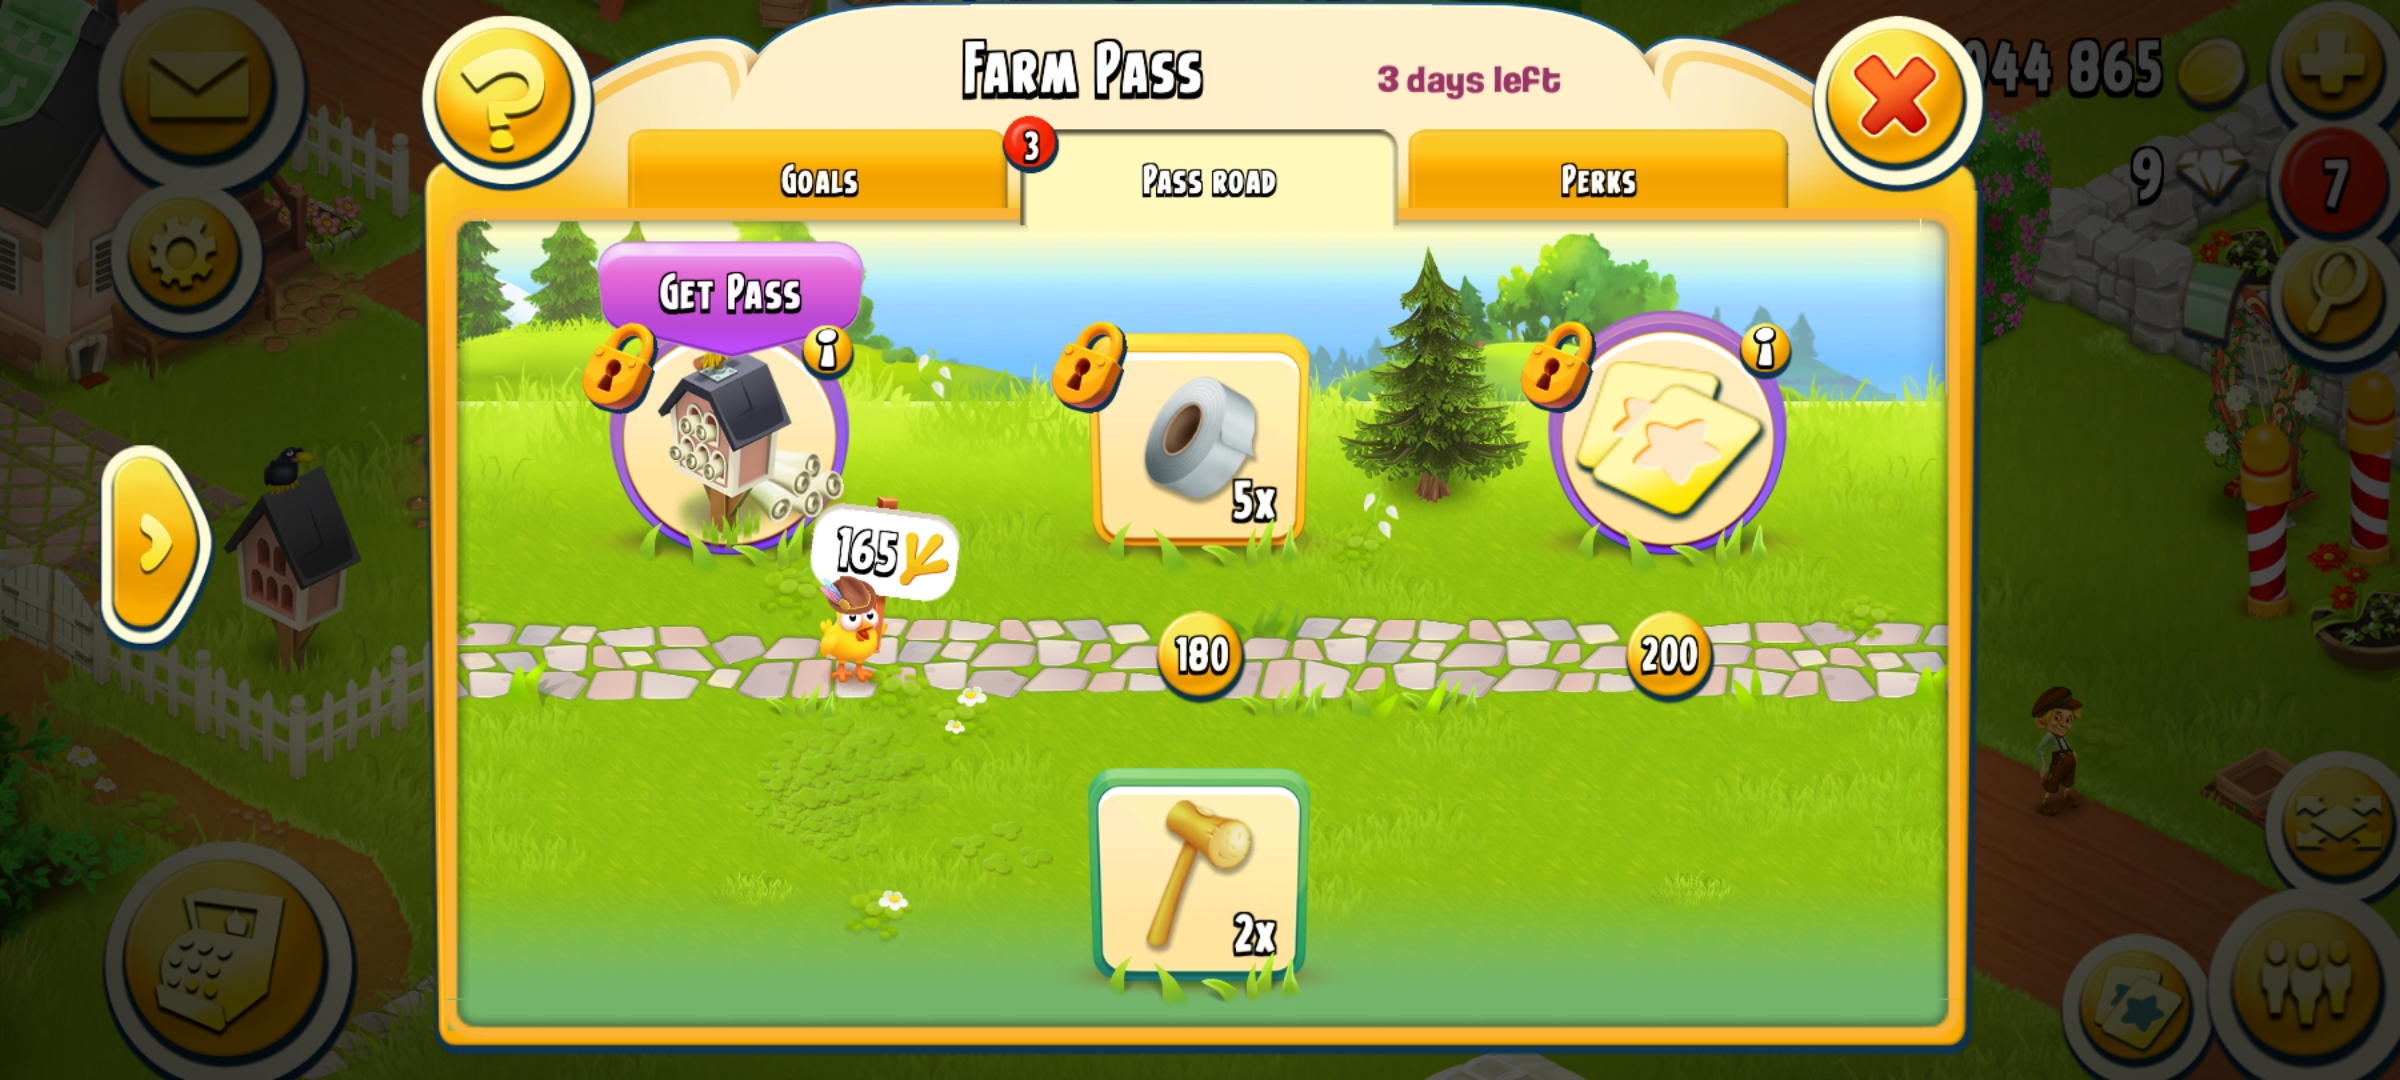 FARM PASS
3 days left
044 865
GOALS
3
PASS ROAD
PERKS
9
7
GET PASS
5x
165
180
200
2x